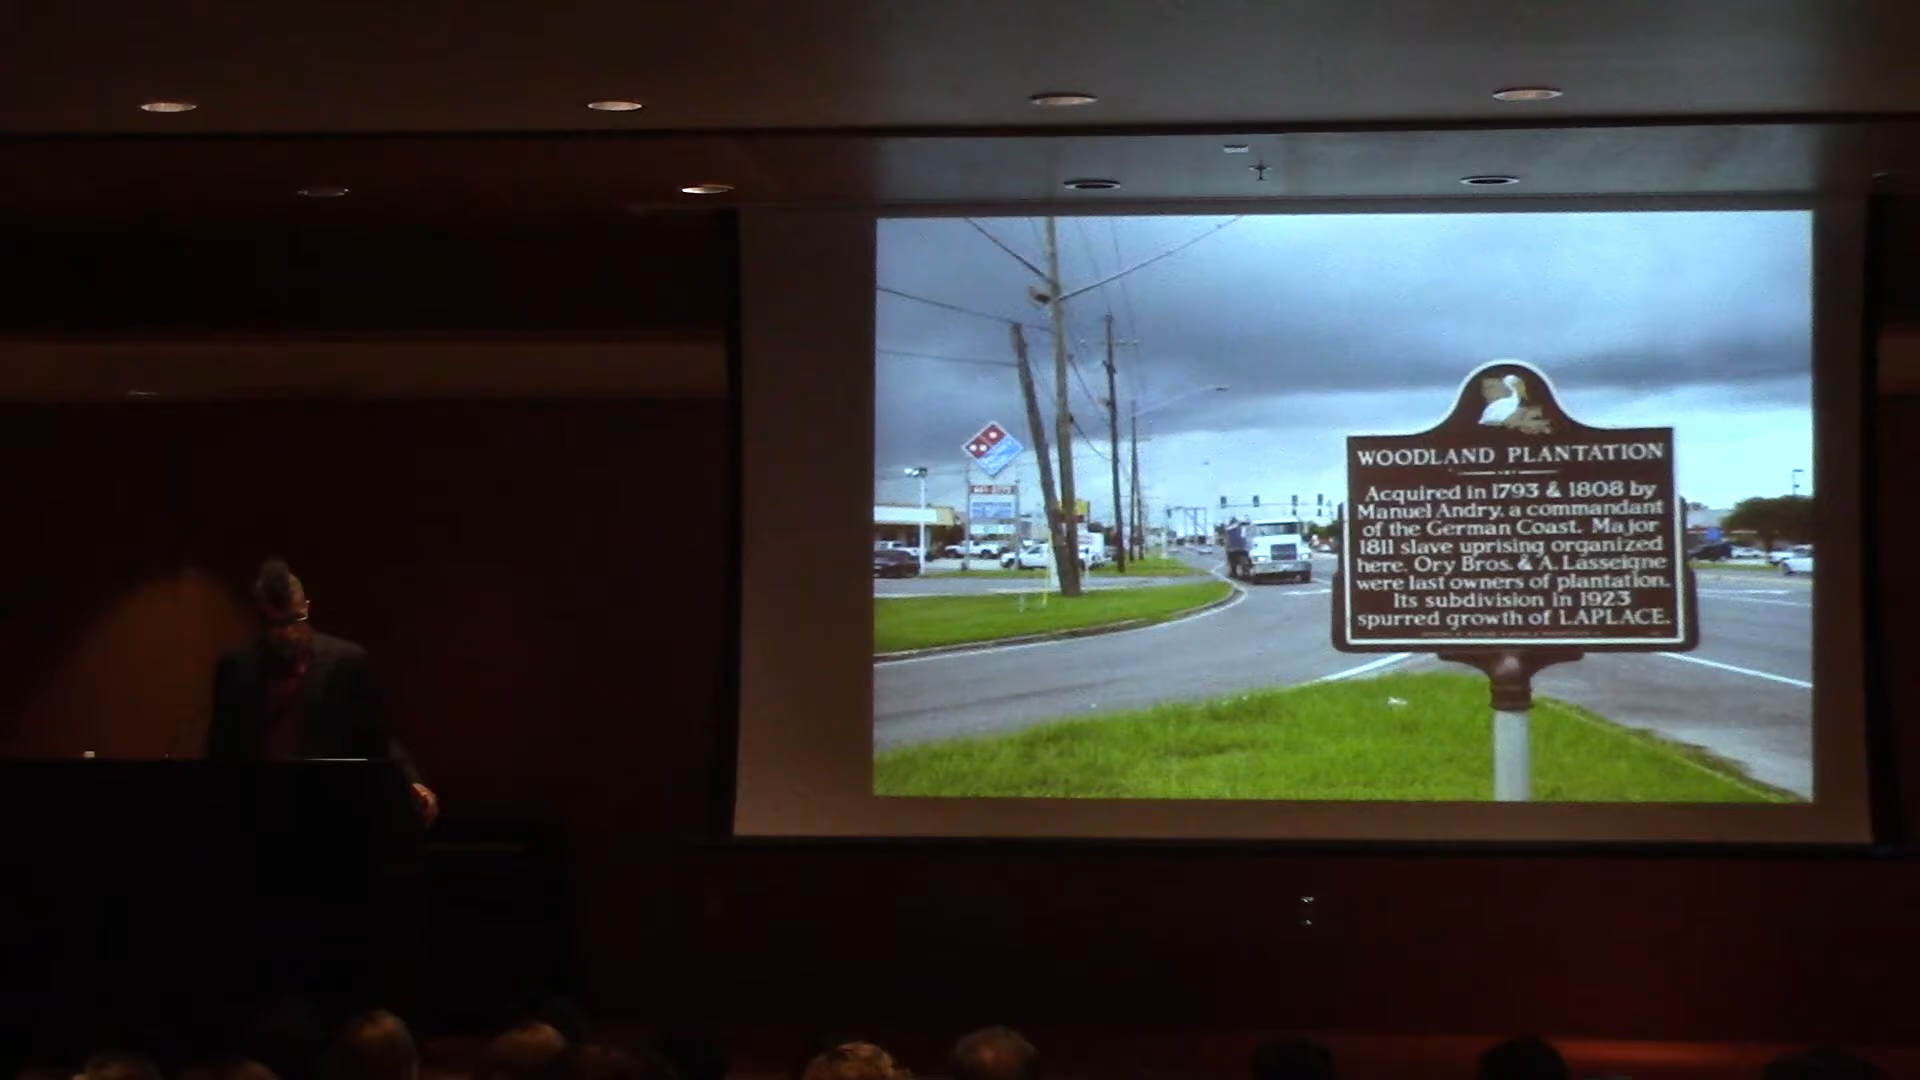 WOODLAND PLANTATION
Acquired in 1793 & 1808 by
Manuel Andry, a commandant
of the German Coast. Major
1811 slave uprising organized
here. Ory Bros. & A. Lasseigne
were last owners of plantation.
Its subdivision in 1923
spurred growth of LAPLACE.